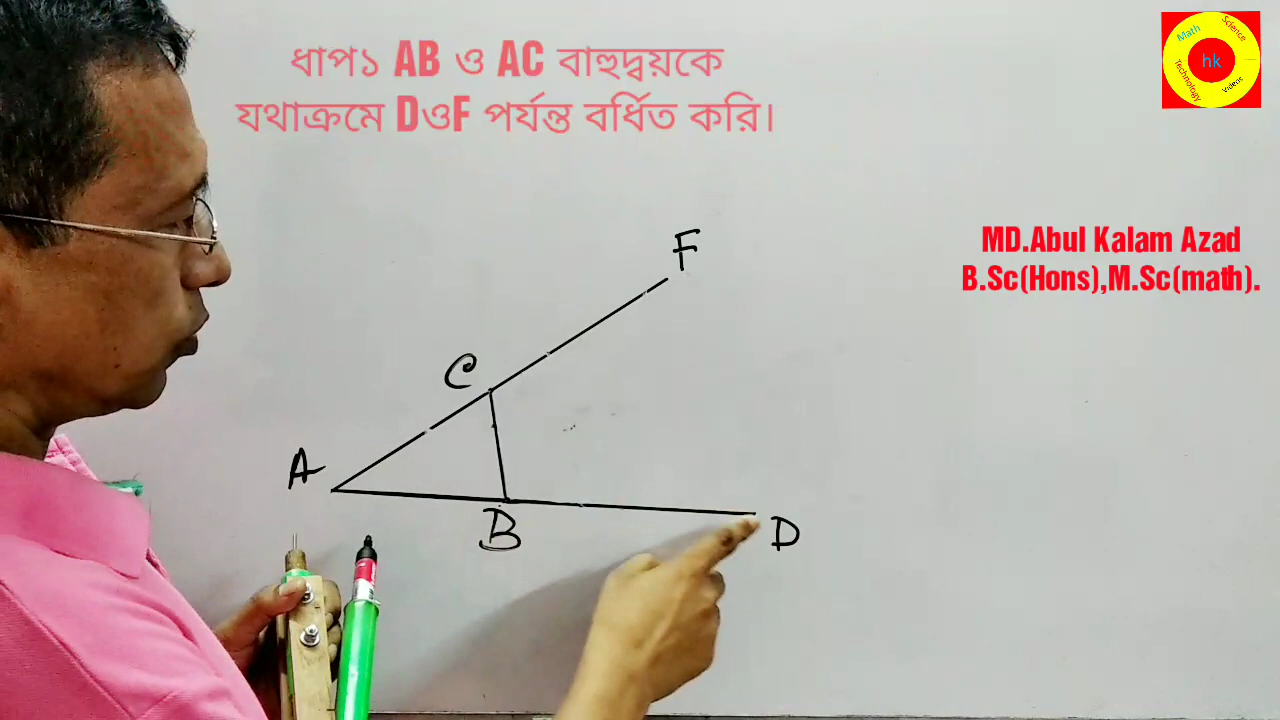 ধাপ১ AB ও AC বাহুদ্বয়কে
যথাক্রমে DওF পর্যন্ত বর্ধিত করি।
Math
Science
hk
Technology
videos
MD.Abul Kalam Azad
B.Sc(Hons),M.Sc(math).
F
C
A
B
D